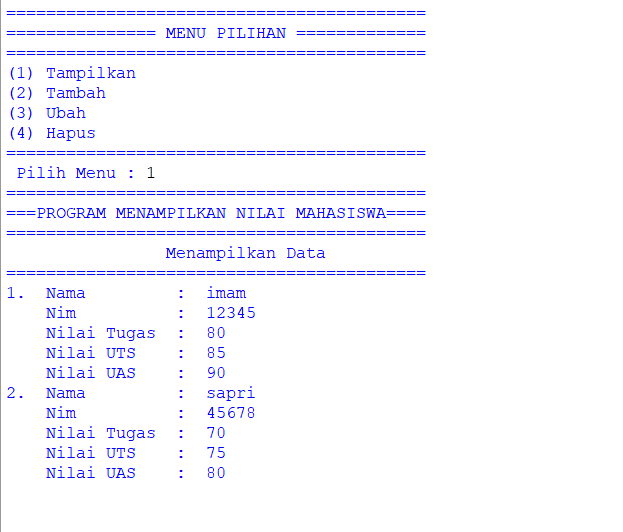 ==========================================
=============== MENU PILIHAN =============
==========================================
(1) Tampilkan
(2) Tambah
(3) Ubah
(4) Hapus
==========================================
Pilih Menu : 1
==========================================
===PROGRAM MENAMPILKAN NILAI MAHASISWA====
==========================================
Menampilkan Data
==========================================
1.  Nama         :  imam
    Nim          :  12345
    Nilai Tugas  :  80
    Nilai UTS    :  85
    Nilai UAS    :  90
2.  Nama         :  sapri
    Nim          :  45678
    Nilai Tugas  :  70
    Nilai UTS    :  75
    Nilai UAS    :  80